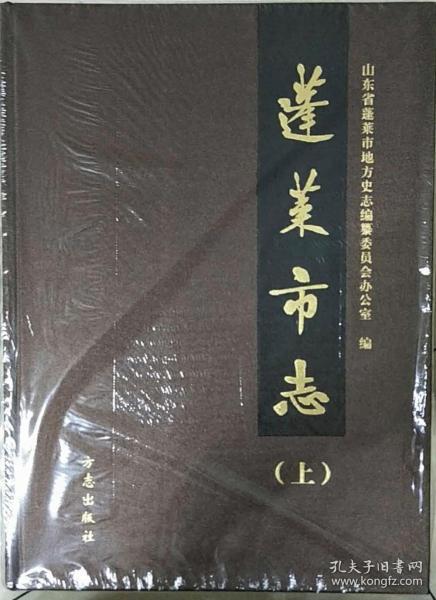 山东省蓬莱市地方史志编纂委员会办公室 编
蓬莱市志
（上）
方志出版社
孔夫子旧书网
www.kongfz.com